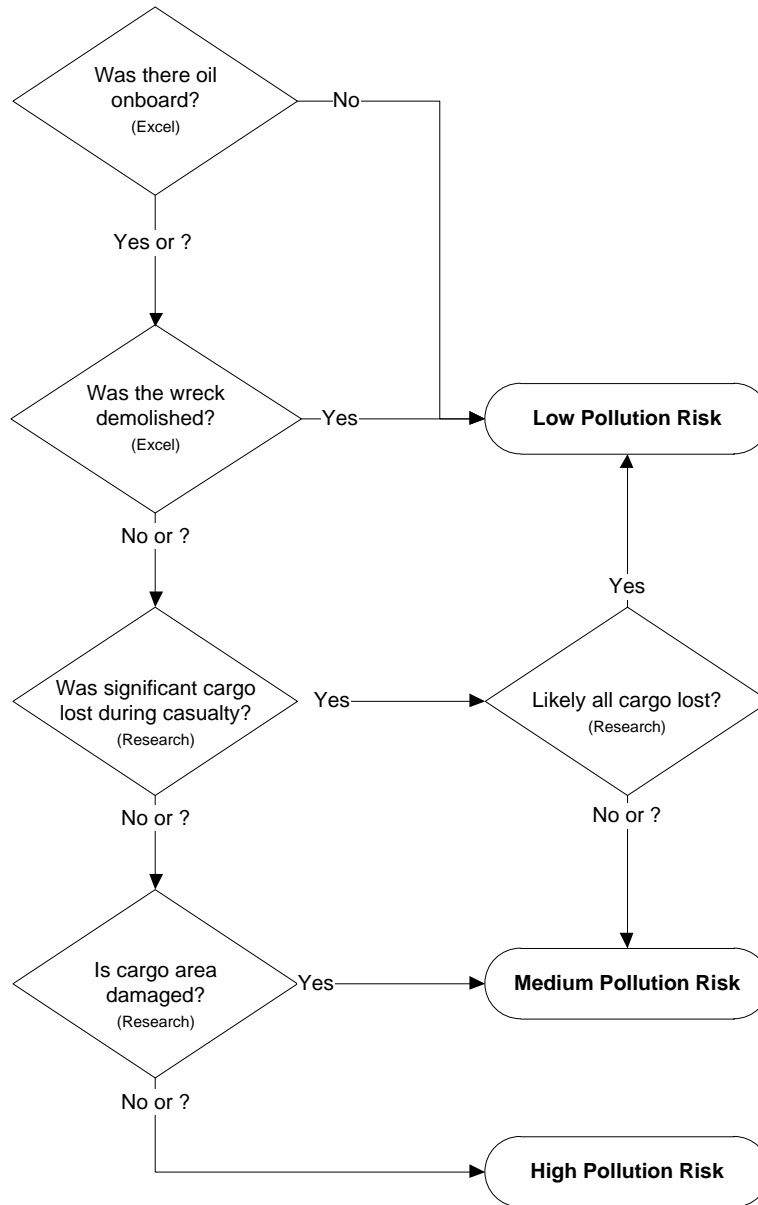 Was there oil
onboard?
(Excel)
No
Yes or ?
Was the wreck
demolished?
(Excel)
Yes
Low Pollution Risk
No or ?
Yes
Was significant cargo
lost during casualty?
(Research)
Yes
Likely all cargo lost?
(Research)
No or ?
No or ?
Is cargo area
damaged?
(Research)
Yes
Medium Pollution Risk
No or ?
High Pollution Risk